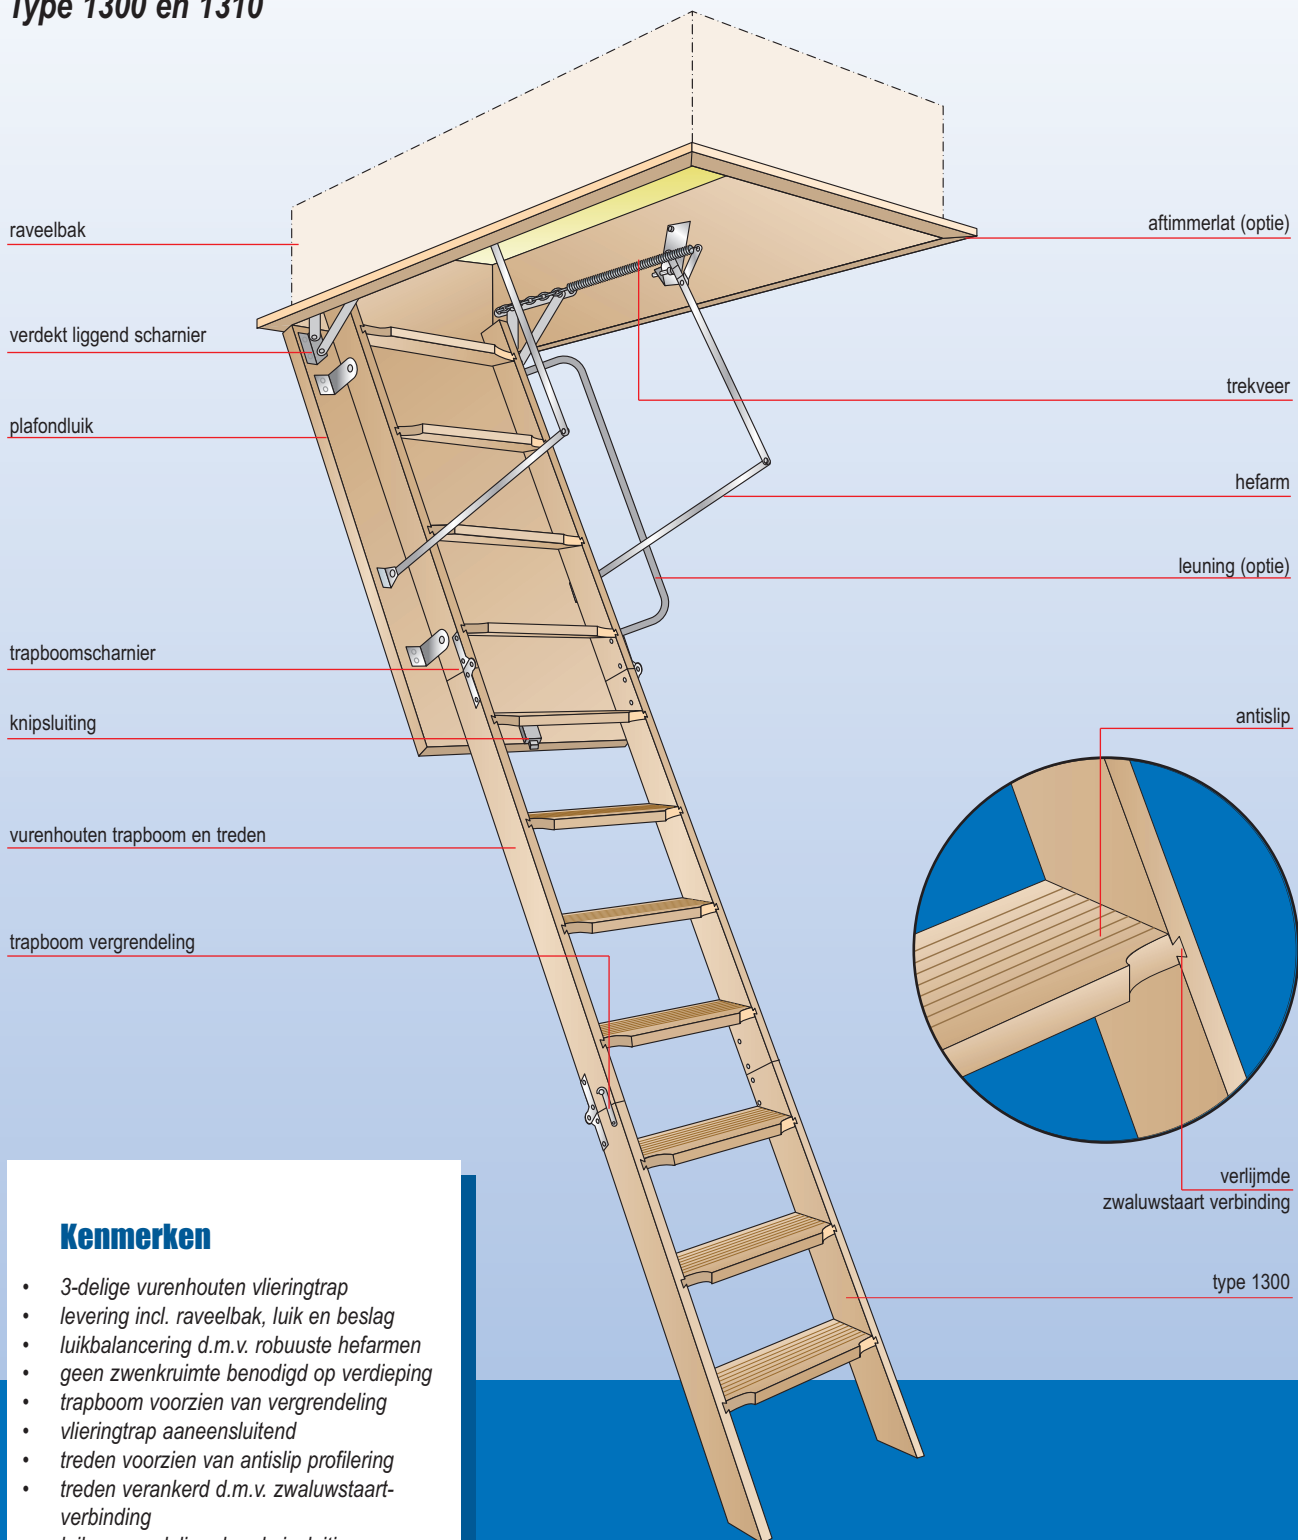 Type 1300 en 1310
raveelbak
aftimmerlat (optie)
verdekt liggend scharnier
trekveer
plafondluik
hefarm
leuning (optie)
trapboomscharnier
knipsluiting
antislip
vurenhouten trapboom en treden
trapboom vergrendeling
verlijmde
zwaluwstaart verbinding
type 1300
Kenmerken
• 3-delige vurenhouten vlieringtrap
• levering incl. raveelbak, luik en beslag
• luikbalancering d.m.v. robuuste hefarmen
• geen zwenkruimte benodigd op verdieping
• trapboom voorzien van vergrendeling
• vlieringtrap aaneensluitend
• treden voorzien van antislip profilering
• treden verankerd d.m.v. zwaluwstaart-
verbinding